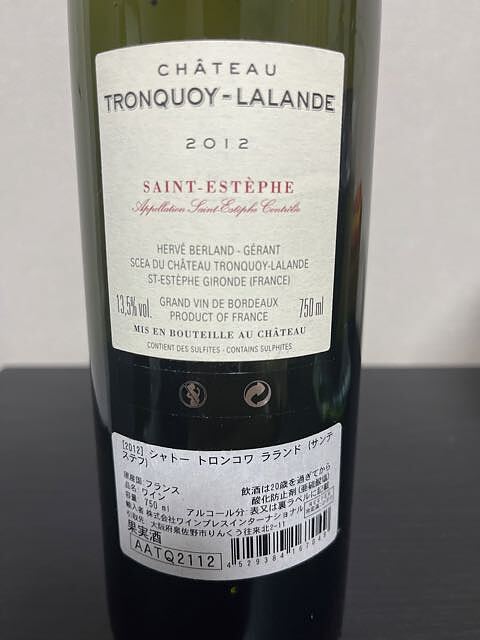 CHÂTEAU
TRONQUOY-LALANDE
2012
SAINT-ESTÈPHE
Appellation Saint-Estèphe Contrôlée
HERVÉ BERLAND - GÉRANT
SCEA DU CHÂTEAU TRONQUOY-LALANDE
ST-ESTÈPHE GIRONDE (FRANCE)
13,5% vol. GRAND VIN DE BORDEAUX 750 ml
PRODUCT OF FRANCE
MIS EN BOUTEILLE AU CHÂTEAU
CONTIENT DES SULFITES - CONTAINS SULPHITES
[2012] シャトー トロンコワ ラランド (サンテ
ステフ)
原産国 フランス 飲酒は20歳を過ぎてから
品名 ワイン 酸化防止剤(亜硫酸塩)
容量 750 ml アルコール分:表又は裏ラベルに記載
輸入者 株式会社ワインプレスインターナショナル
引取先 大阪府泉佐野市りんくう往来北2-11
果実酒
AATQ2112
4529384167048